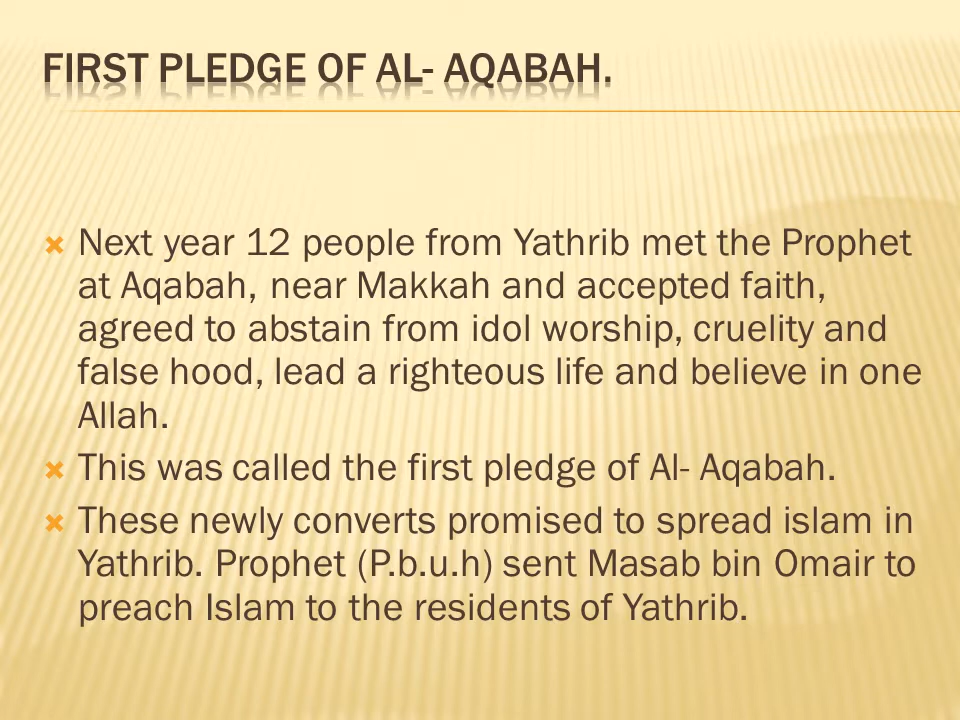 FIRST PLEDGE OF AL- AQABAH.
Next year 12 people from Yathrib met the Prophet
at Aqabah, near Makkah and accepted faith,
agreed to abstain from idol worship, cruelity and
false hood, lead a righteous life and believe in one
Allah.
This was called the first pledge of Al- Aqabah.
These newly converts promised to spread islam in
Yathrib. Prophet (P.b.u.h) sent Masab bin Omair to
preach Islam to the residents of Yathrib.